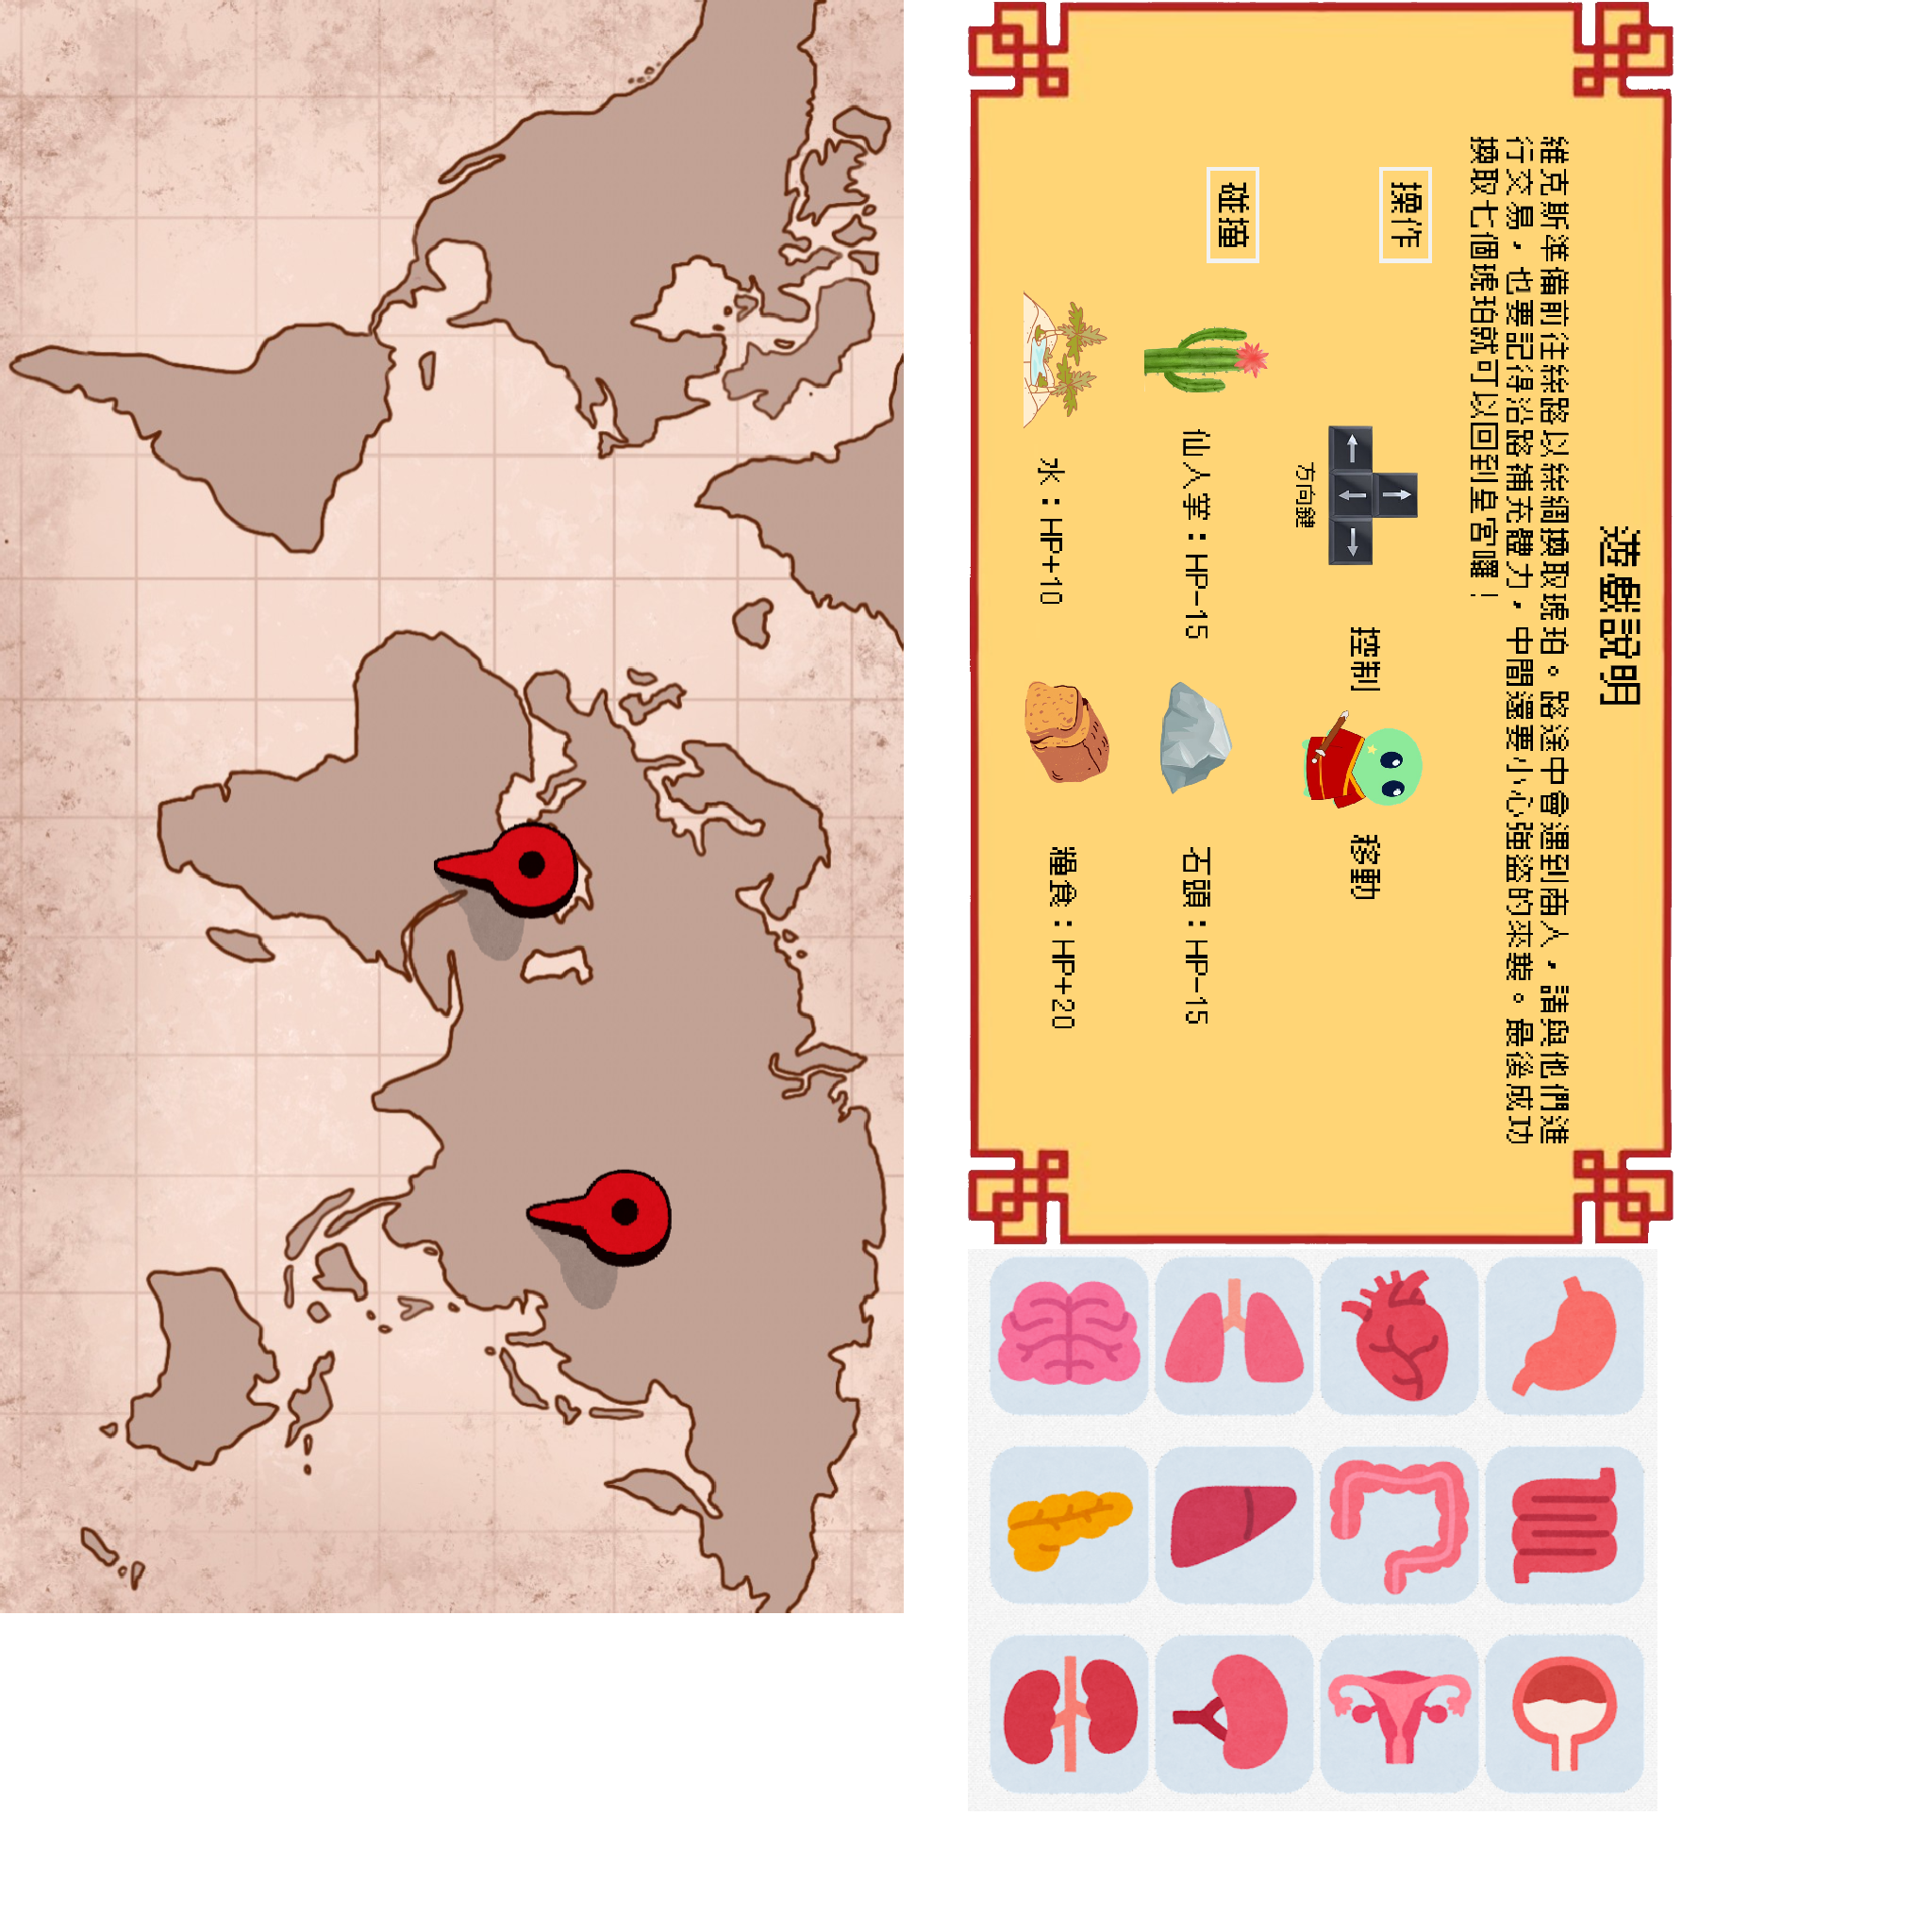 遊戲說明
維克斯準備前往絲路以絲綢換取琥珀。路途中會遇到商人，請與他們進
行交易，也要記得沿路補充體力，中間還要小心強盜的來襲。最後成功
換取七個琥珀就可以回到皇宮囉！
操作
方向鍵
控制
移動
碰撞
仙人掌：HP-15
石頭：HP-15
水：HP+10
糧食：HP+20